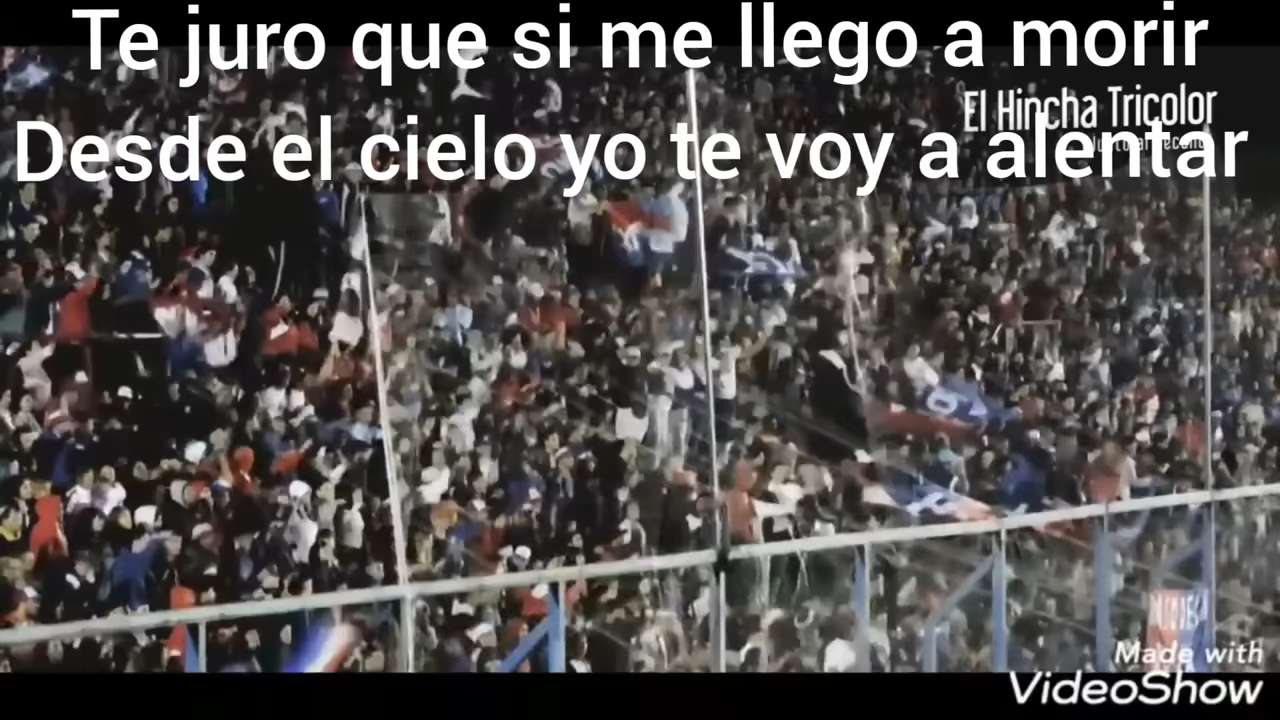 Te juro que si me llego a morir
El Hincha Tricolor
Desde el cielo yo te voy a alentar
Made with
VideoShow